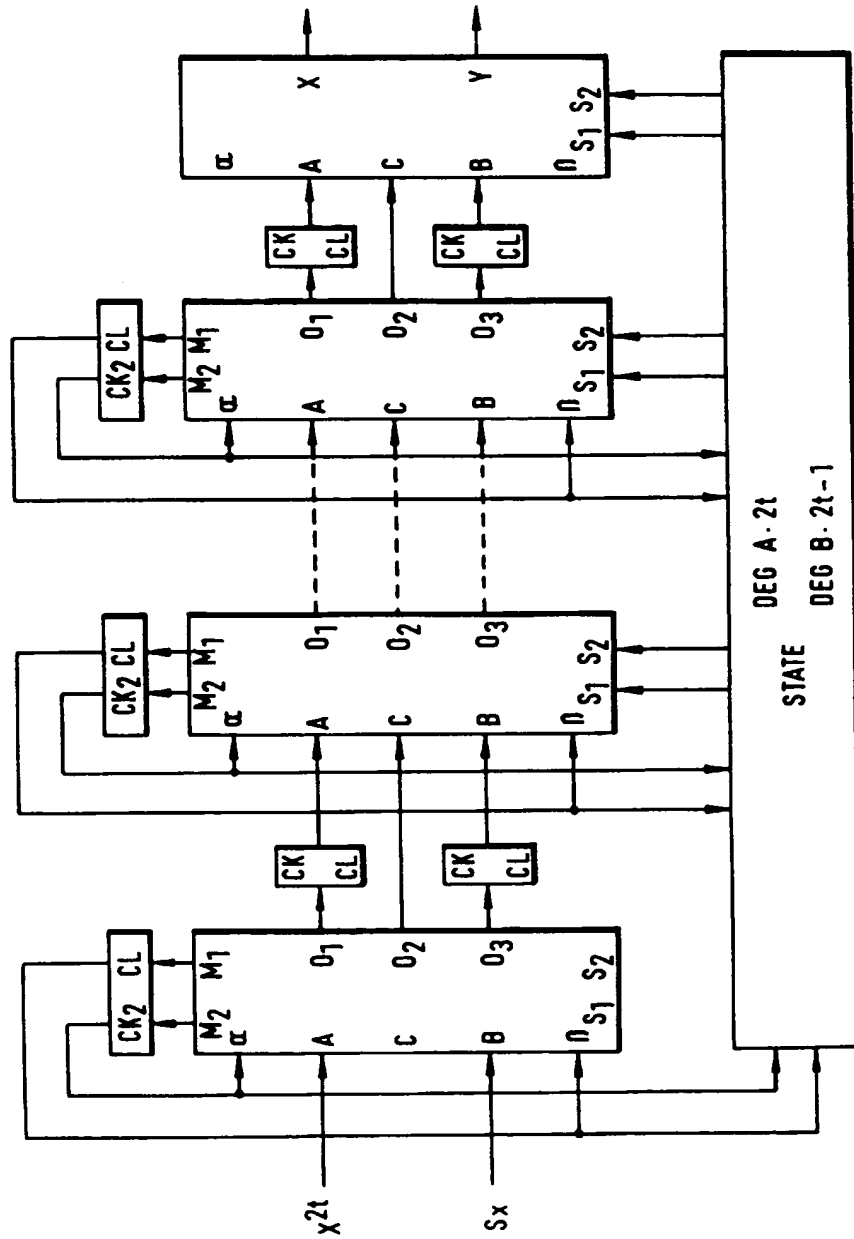 X2t
Sx
CK2 CL
M2 M1
α
A
C
B
n
O1
O2
O3
S1 S2
CK
CL
CK
CL
CK2 CL
M2 M1
α
A
C
B
n
O1
O2
O3
S1 S2
CK2 CL
M2 M1
α
A
C
B
n
O1
O2
O3
S1 S2
CK
CL
CK
CL
α
A
C
B
n
X
Y
S1 S2
STATE
DEG A·2t
DEG B·2t-1